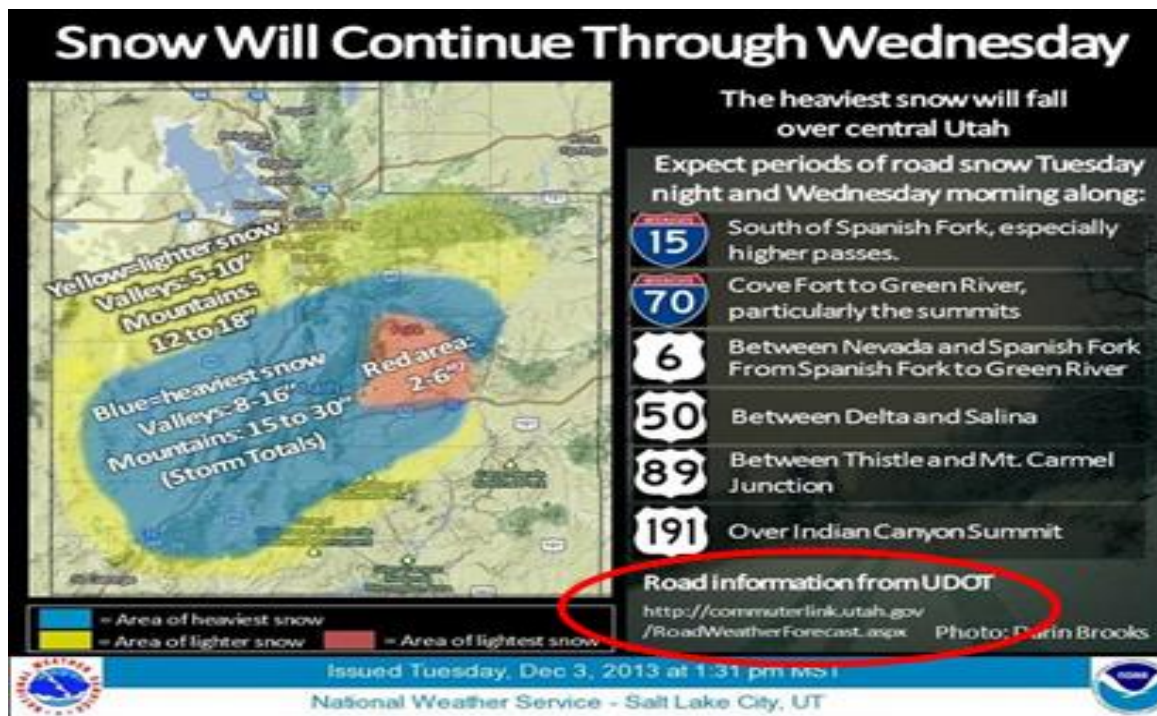 Snow Will Continue Through Wednesday
The heaviest snow will fall
over central Utah
Expect periods of road snow Tuesday
night and Wednesday morning along:
15
South of Spanish Fork, especially
higher passes.
70
Cove Fort to Green River,
particularly the summits
6
Between Nevada and Spanish Fork
From Spanish Fork to Green River
50
Between Delta and Salina
89
Between Thistle and Mt. Carmel
Junction
191
Over Indian Canyon Summit
Road information from UDOT
http://commuterlink.utah.gov
/RoadWeatherForecast.aspx
Photo: Darin Brooks
Yellow=lighter snow
Valleys: 5-10"
Mountains:
12 to 18"
Blue=heaviest snow
Valleys: 8-16"
Mountains: 15 to 30"
(Storm Totals)
Red area:
2-6"
191
St George
= Area of heaviest snow
= Area of lighter snow
= Area of lightest snow
Issued Tuesday, Dec 3, 2013 at 1:31 pm MST
National Weather Service - Salt Lake City, UT